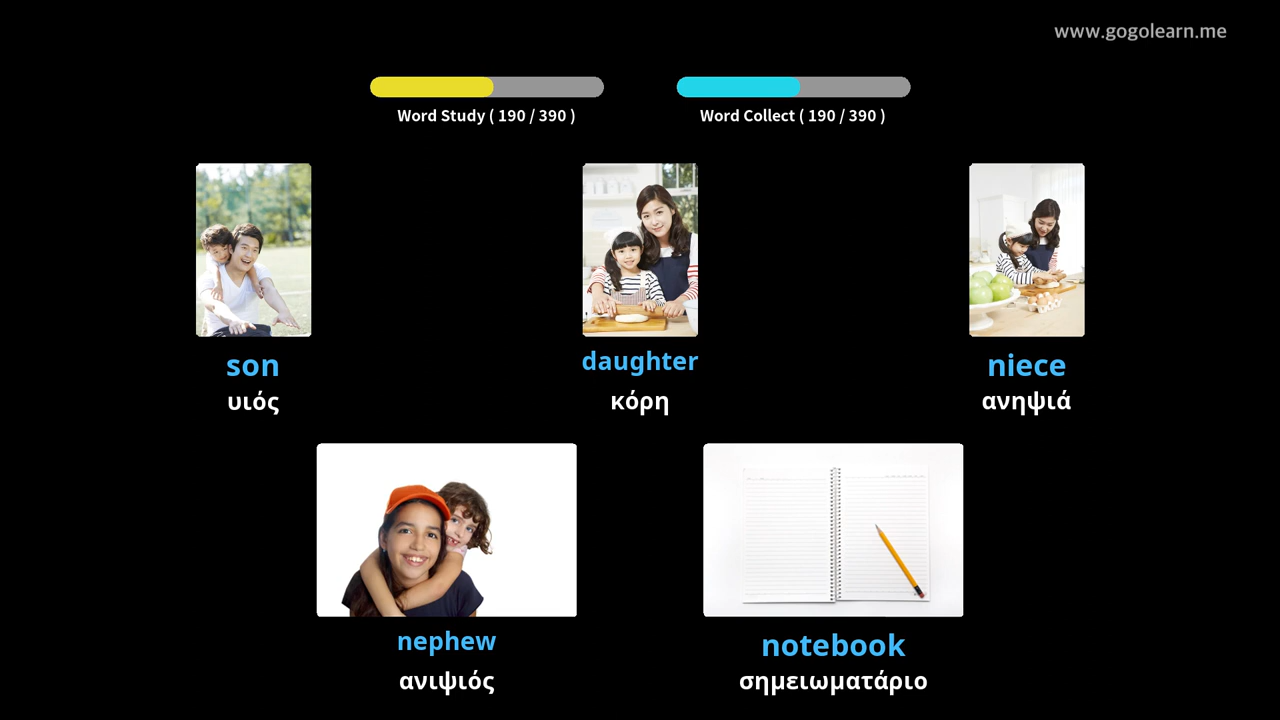 www.gogolearn.me
Word Study ( 190 / 390 )
Word Collect ( 190 / 390 )
son
υιός
daughter
κόρη
niece
ανηψιά
nephew
ανιψιός
notebook
σημειωματάριο